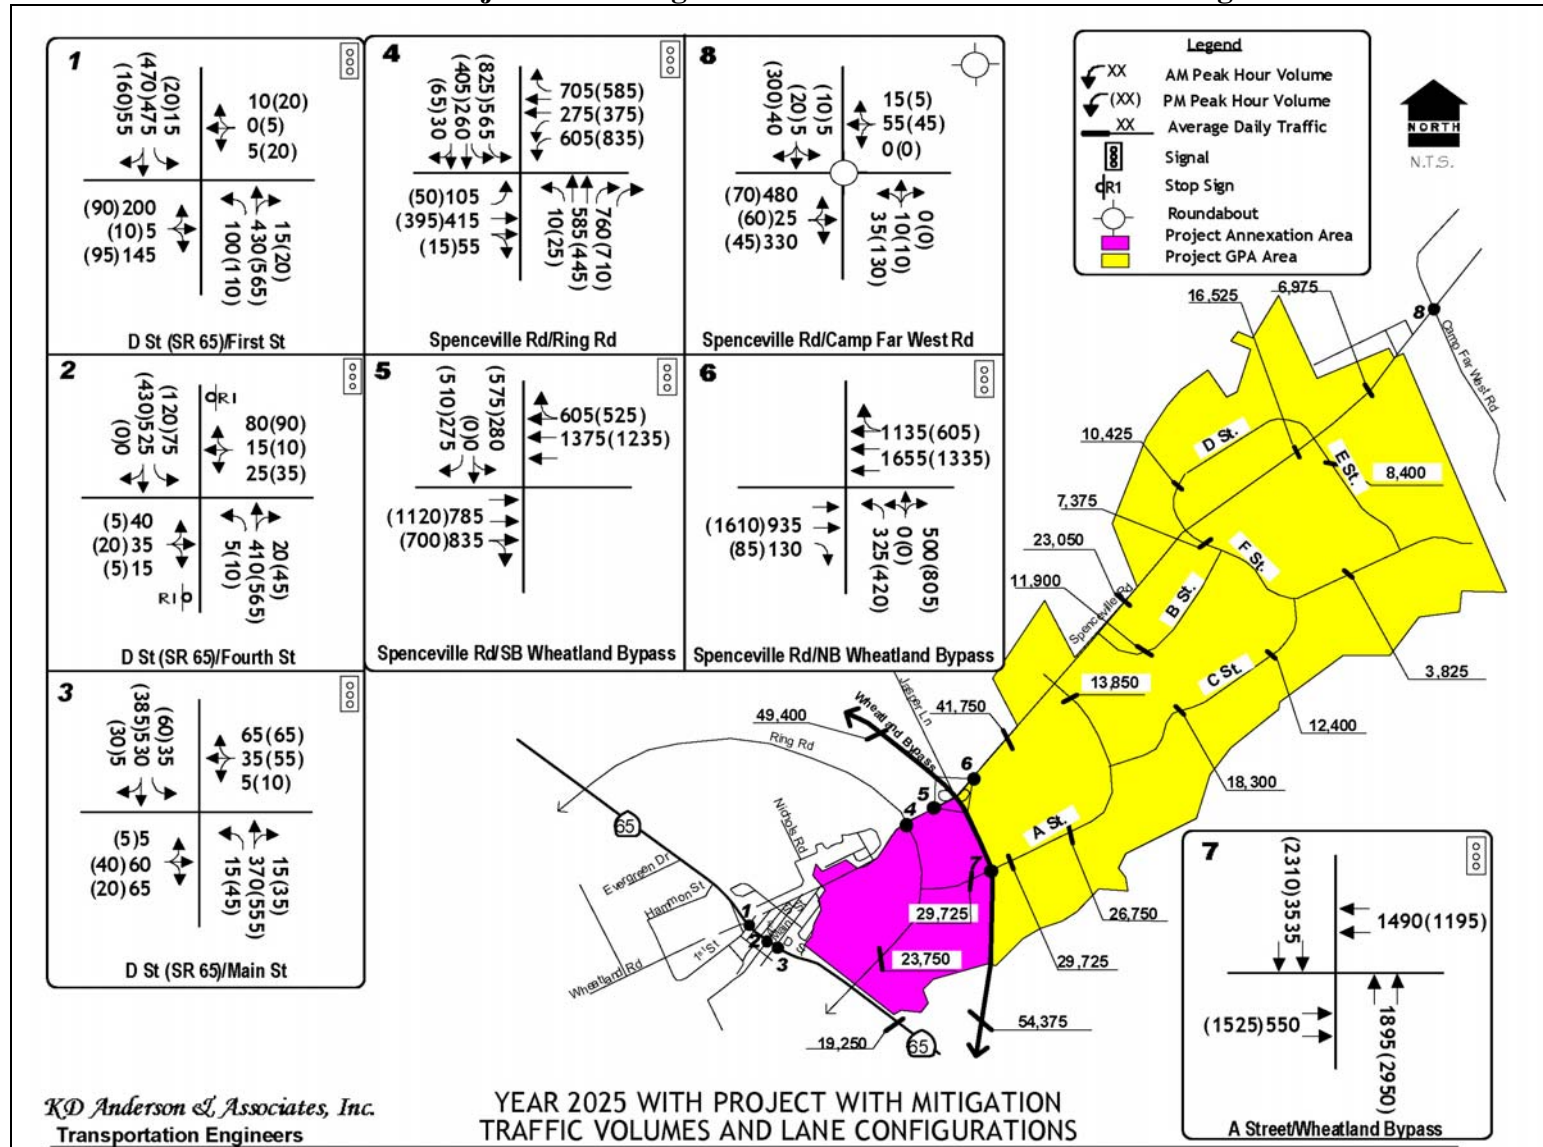 1
(160)55
(470)475
(20)15
10(20)
0(5)
5(20)
(90)200
(10)5
(95)145
100(110)
430(565)
15(20)
D St (SR 65)/First St
4
(65)30
(405)260
(825)565
705(585)
275(375)
605(835)
(50)105
(395)415
(15)55
10(25)
585(445)
760(710)
Spenceville Rd/Ring Rd
8
(300)40
(20)5
(10)5
15(5)
55(45)
0(0)
(70)480
(60)25
(45)330
35(130)
10(10)
0(0)
Spenceville Rd/Camp Far West Rd
2
(0)0
(430)525
(120)75
R1
80(90)
15(10)
25(35)
(5)40
(20)35
(5)15
R1
5(10)
410(565)
20(45)
D St (SR 65)/Fourth St
5
(510)275
(0)0
(575)280
605(525)
1375(1235)
(1120)785
(700)835
Spenceville Rd/SB Wheatland Bypass
6
1135(605)
1655(1335)
(1610)935
(85)130
325(420)
0(0)
500(805)
Spenceville Rd/NB Wheatland Bypass
3
(30)5
(385)530
(60)35
65(65)
35(55)
5(10)
(5)5
(40)60
(20)65
15(45)
370(555)
15(35)
D St (SR 65)/Main St
Legend
XX AM Peak Hour Volume
(XX) PM Peak Hour Volume
XX Average Daily Traffic
Signal
R1 Stop Sign
Roundabout
Project Annexation Area
Project GPA Area
NORTH
N.T.S.
16,525
6,975
8
Camp Far West Rd
10,425
D St.
E St.
8,400
7,375
F St.
23,050
11,900
B St.
Spenceville Rd
3,825
C St.
13,850
12,400
18,300
Jasper Ln
Wheatland Bypass
49,400
41,750
Ring Rd
6
5
4
A St.
65
Nichols Rd
Evergreen Dr
Hammon St
7
1
2
3
Main St
D St
1st St
Wheatland Rd
29,725
26,750
23,750
29,725
54,375
19,250
65
7
(2310)3535
1490(1195)
(1525)550
1895(2950)
A Street/Wheatland Bypass
KD Anderson & Associates, Inc.
Transportation Engineers
YEAR 2025 WITH PROJECT WITH MITIGATION
TRAFFIC VOLUMES AND LANE CONFIGURATIONS